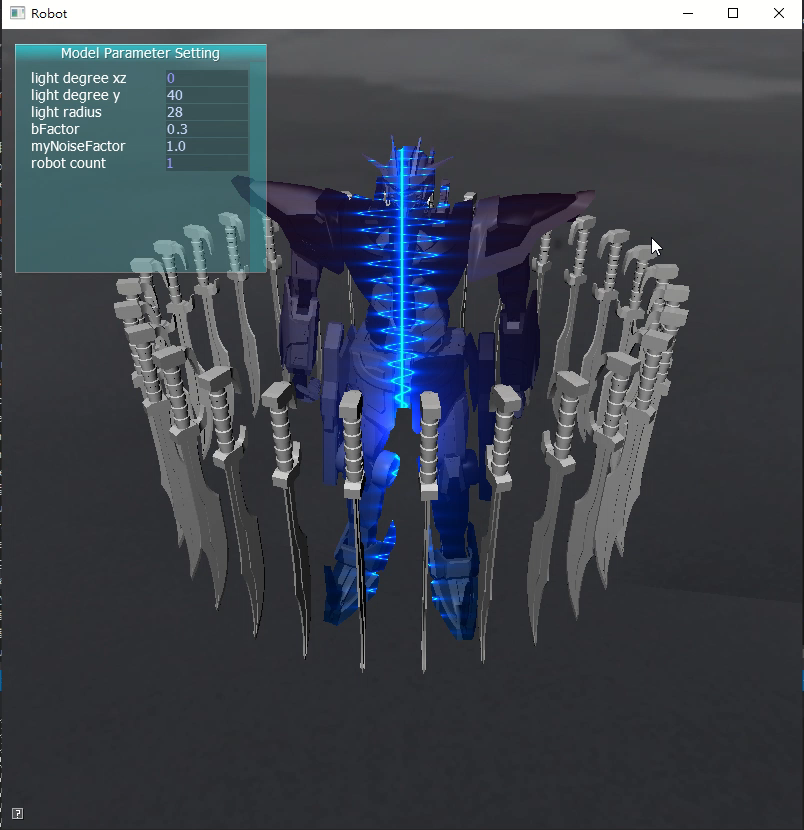 Robot
Model Parameter Setting
light degree xz 0
light degree y 40
light radius 28
bFactor 0.3
myNoiseFactor 1.0
robot count 1
?